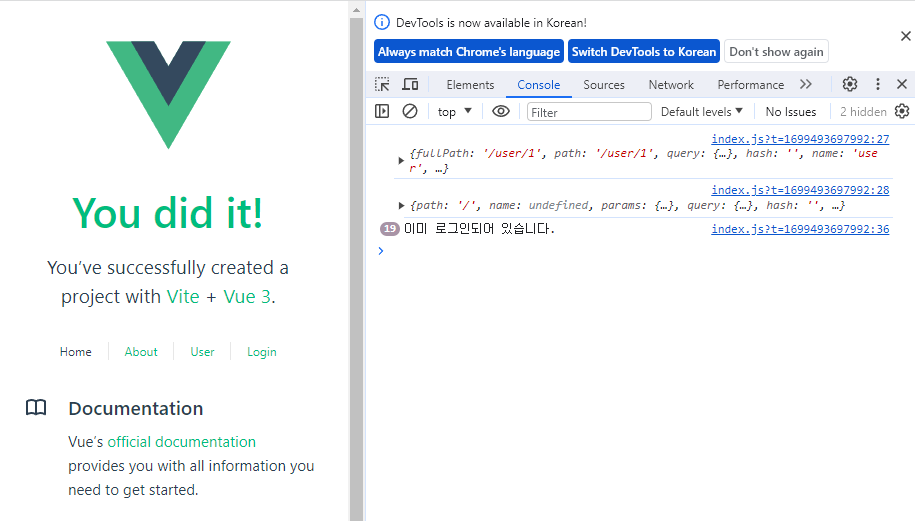 You did it!
You've successfully created a
project with Vite + Vue 3.
Home About User Login
Documentation
Vue's official documentation
provides you with all information you
need to get started.
DevTools is now available in Korean!
Always match Chrome's language Switch DevTools to Korean Don't show again
Elements Console Sources Network Performance
top Filter Default levels No Issues 2 hidden
index.js?t=1699493697992:27
{fullPath: '/user/1', path: '/user/1', query: {…}, hash: '', name: 'use
r', …}
index.js?t=1699493697992:28
{path: '/', name: undefined, params: {…}, query: {…}, hash: '', …}
19 이미 로그인되어 있습니다. index.js?t=1699493697992:36